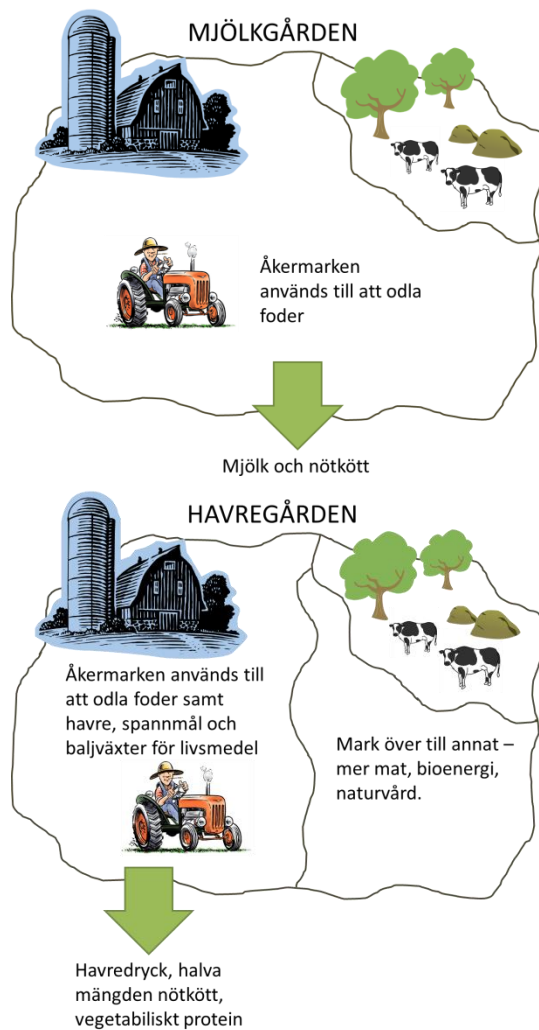 MJÖLKGÅRDEN
Åkermarken
används till att odla
foder
Mjölk och nötkött
HAVREGÅRDEN
Åkermarken används till
att odla foder samt
havre, spannmål och
baljväxter för livsmedel
Mark över till annat –
mer mat, bioenergi,
naturvård.
Havredryck, halva
mängden nötkött,
vegetabiliskt protein